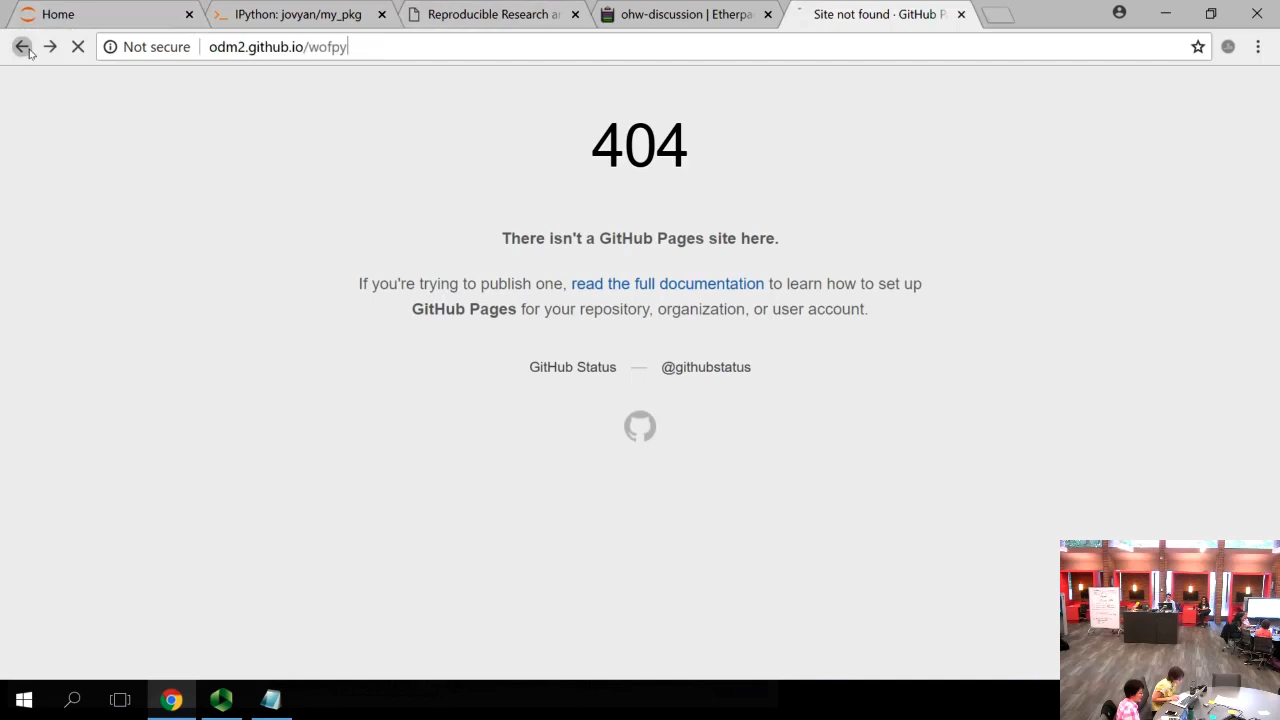 Home
IPython: jovyan/my_pkg
Reproducible Research ar
ohw-discussion | Etherpa
Site not found · GitHub P
Not secure
odm2.github.io/wofpy
404
There isn't a GitHub Pages site here.
If you're trying to publish one, read the full documentation to learn how to set up
GitHub Pages for your repository, organization, or user account.
GitHub Status — @githubstatus